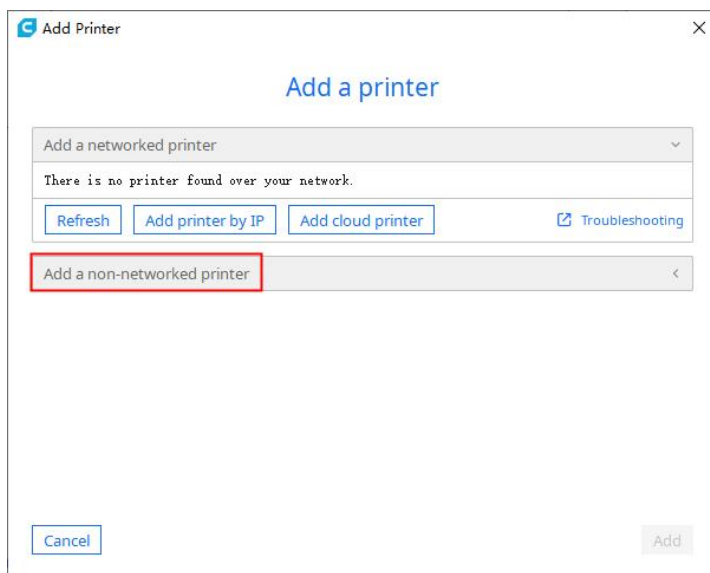 Add Printer
Add a printer
Add a networked printer
There is no printer found over your network.
Refresh Add printer by IP Add cloud printer Troubleshooting
Add a non-networked printer
Cancel Add